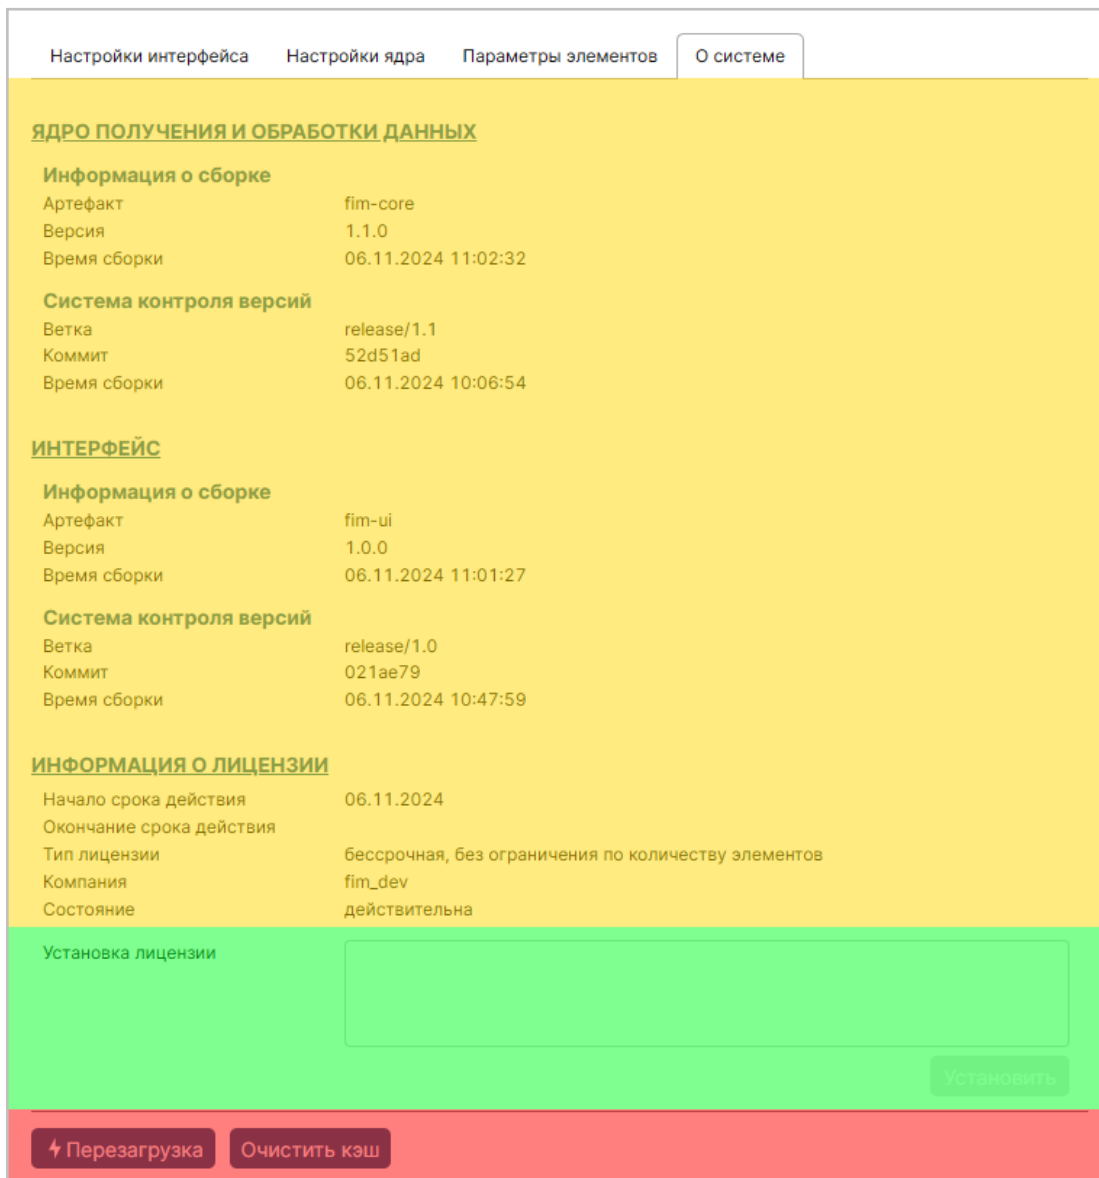 Настройки интерфейса Настройки ядра Параметры элементов О системе
ЯДРО ПОЛУЧЕНИЯ И ОБРАБОТКИ ДАННЫХ
Информация о сборке
Артефакт fim-core
Версия 1.1.0
Время сборки 06.11.2024 11:02:32
Система контроля версий
Ветка release/1.1
Коммит 52d51ad
Время сборки 06.11.2024 10:06:54
ИНТЕРФЕЙС
Информация о сборке
Артефакт fim-ui
Версия 1.0.0
Время сборки 06.11.2024 11:01:27
Система контроля версий
Ветка release/1.0
Коммит 021ae79
Время сборки 06.11.2024 10:47:59
ИНФОРМАЦИЯ О ЛИЦЕНЗИИ
Начало срока действия 06.11.2024
Окончание срока действия
Тип лицензии бессрочная, без ограничения по количеству элементов
Компания fim_dev
Состояние действительна
Установка лицензии
Установить
Перезагрузка Очистить кэш